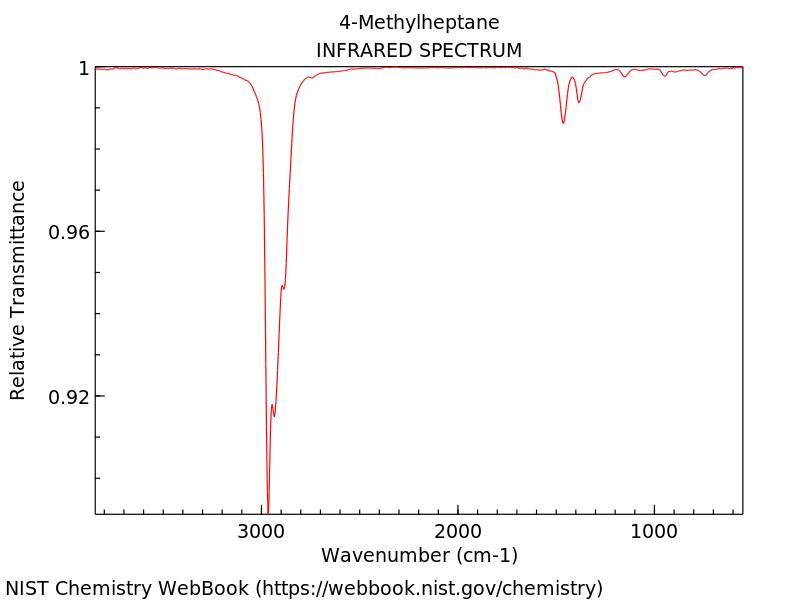 4-Methylheptane
INFRARED SPECTRUM
1
0.96
0.92
Relative Transmittance
3000 2000 1000
Wavenumber (cm-1)
NIST Chemistry WebBook (https://webbook.nist.gov/chemistry)